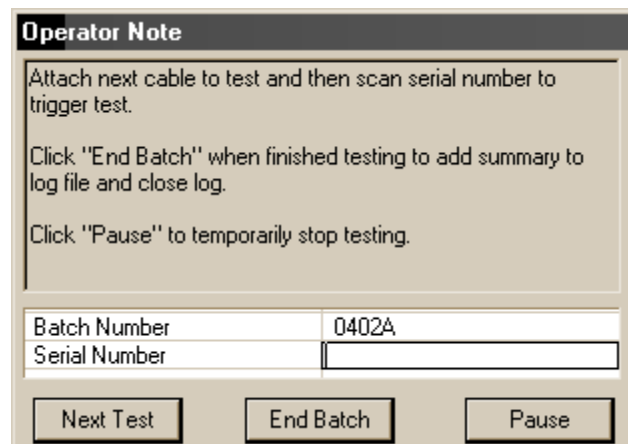 Operator Note
Attach next cable to test and then scan serial number to
trigger test.
Click "End Batch" when finished testing to add summary to
log file and close log.
Click "Pause" to temporarily stop testing.
Batch Number 0402A
Serial Number
Next Test End Batch Pause